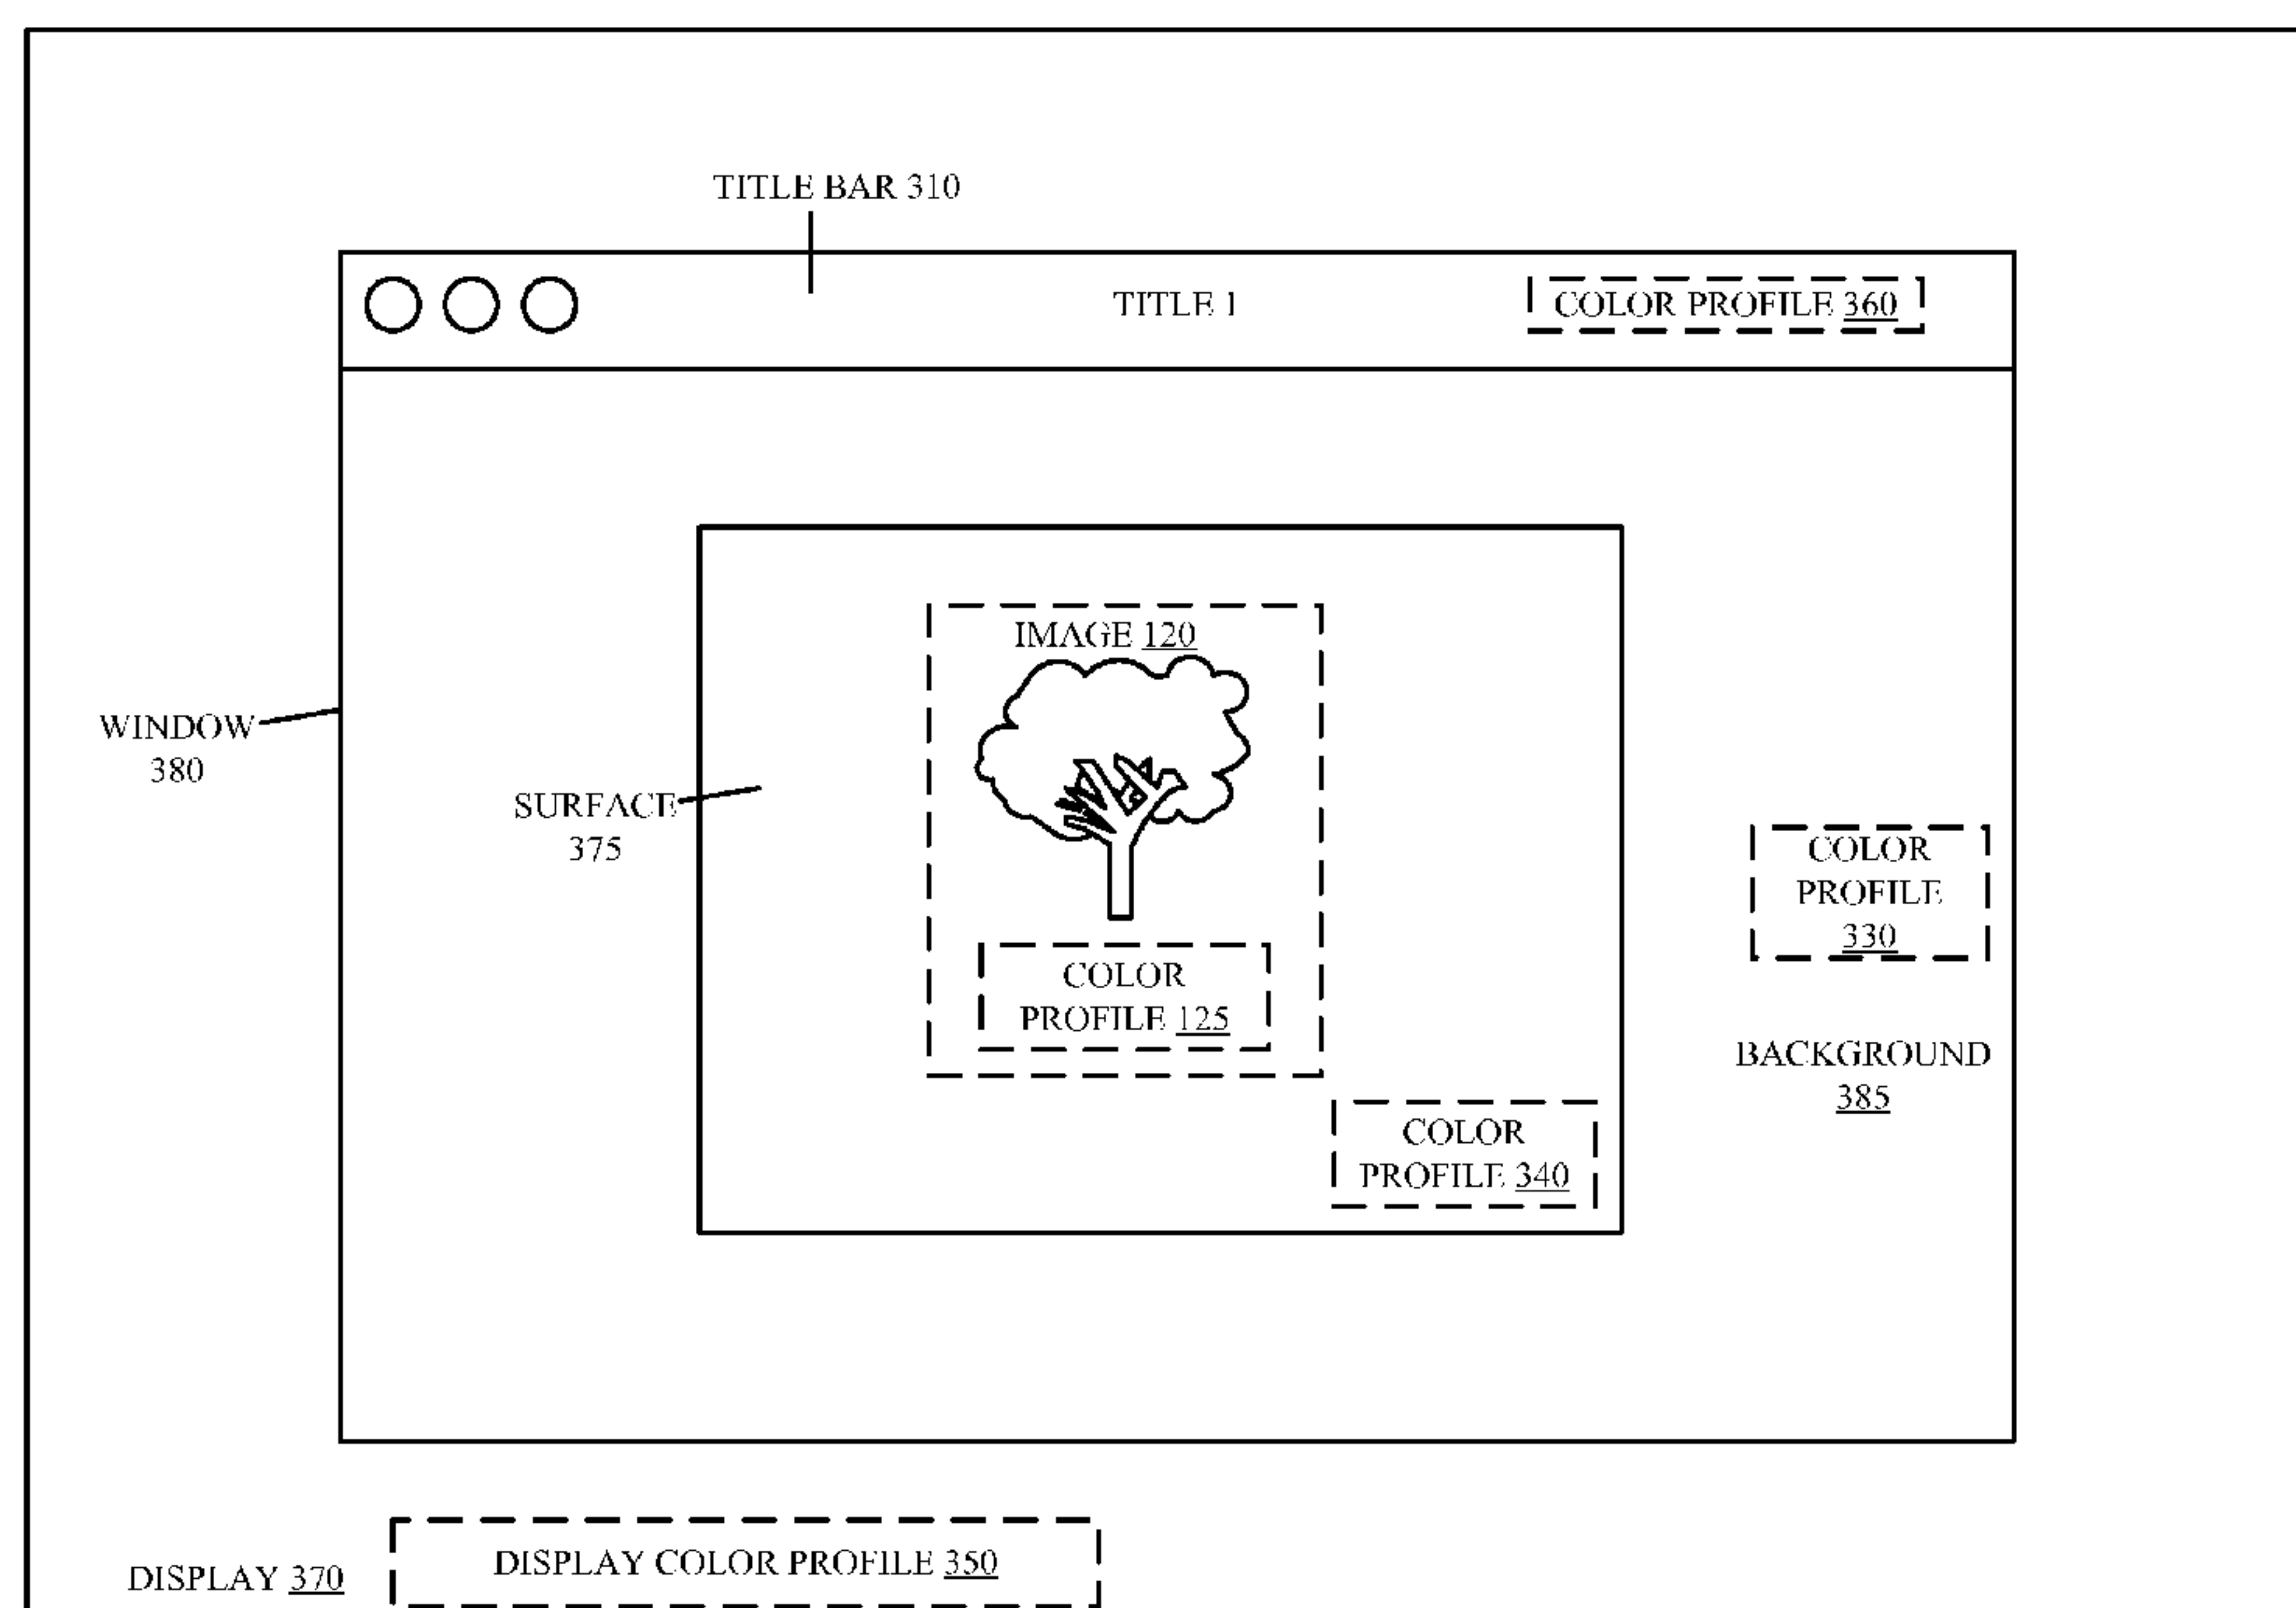 TITLE BAR 310
TITLE 1
COLOR PROFILE 360
IMAGE 120
WINDOW
380
SURFACE
375
COLOR
PROFILE
330
COLOR
PROFILE 125
BACKGROUND
385
COLOR
PROFILE 340
DISPLAY 370
DISPLAY COLOR PROFILE 350